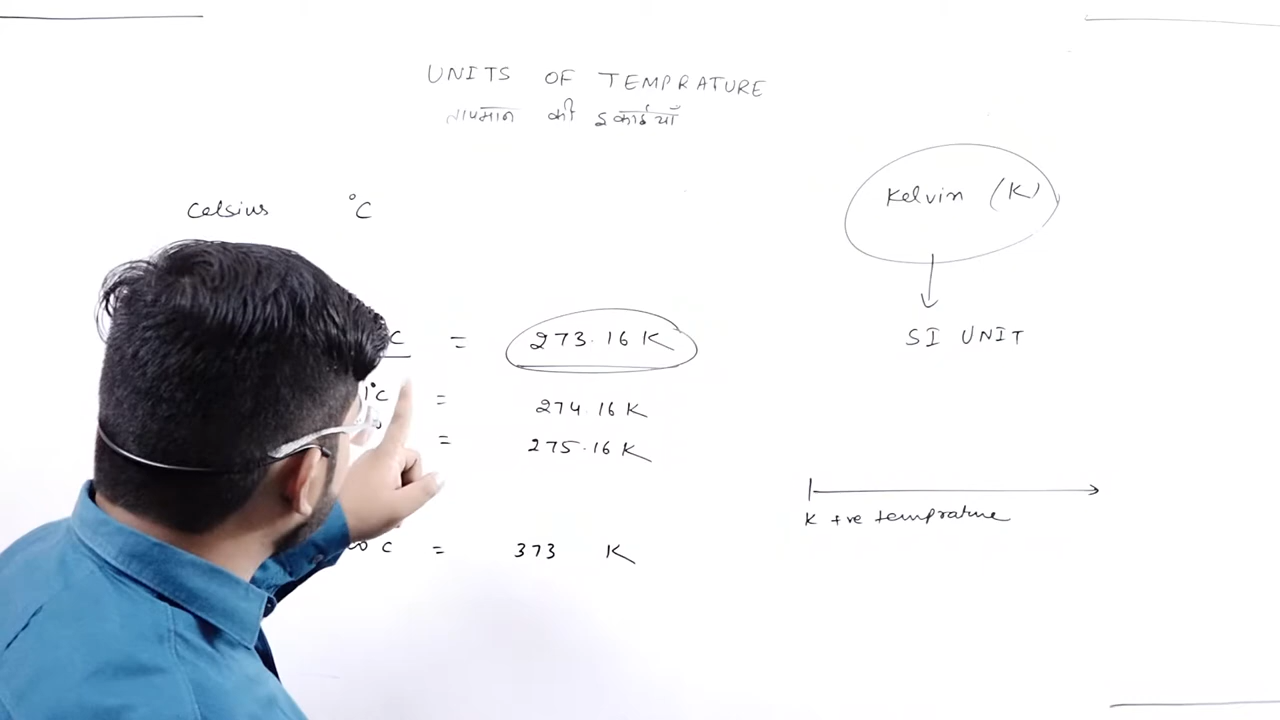 UNITS OF TEMPRATURE
तापमान की इकाईयाँ
Celsius °C
Kelvin (K)
SI UNIT
C = 273.16 K
1°C = 274.16 K
= 275.16 K
C = 373 K
K +ve temprature